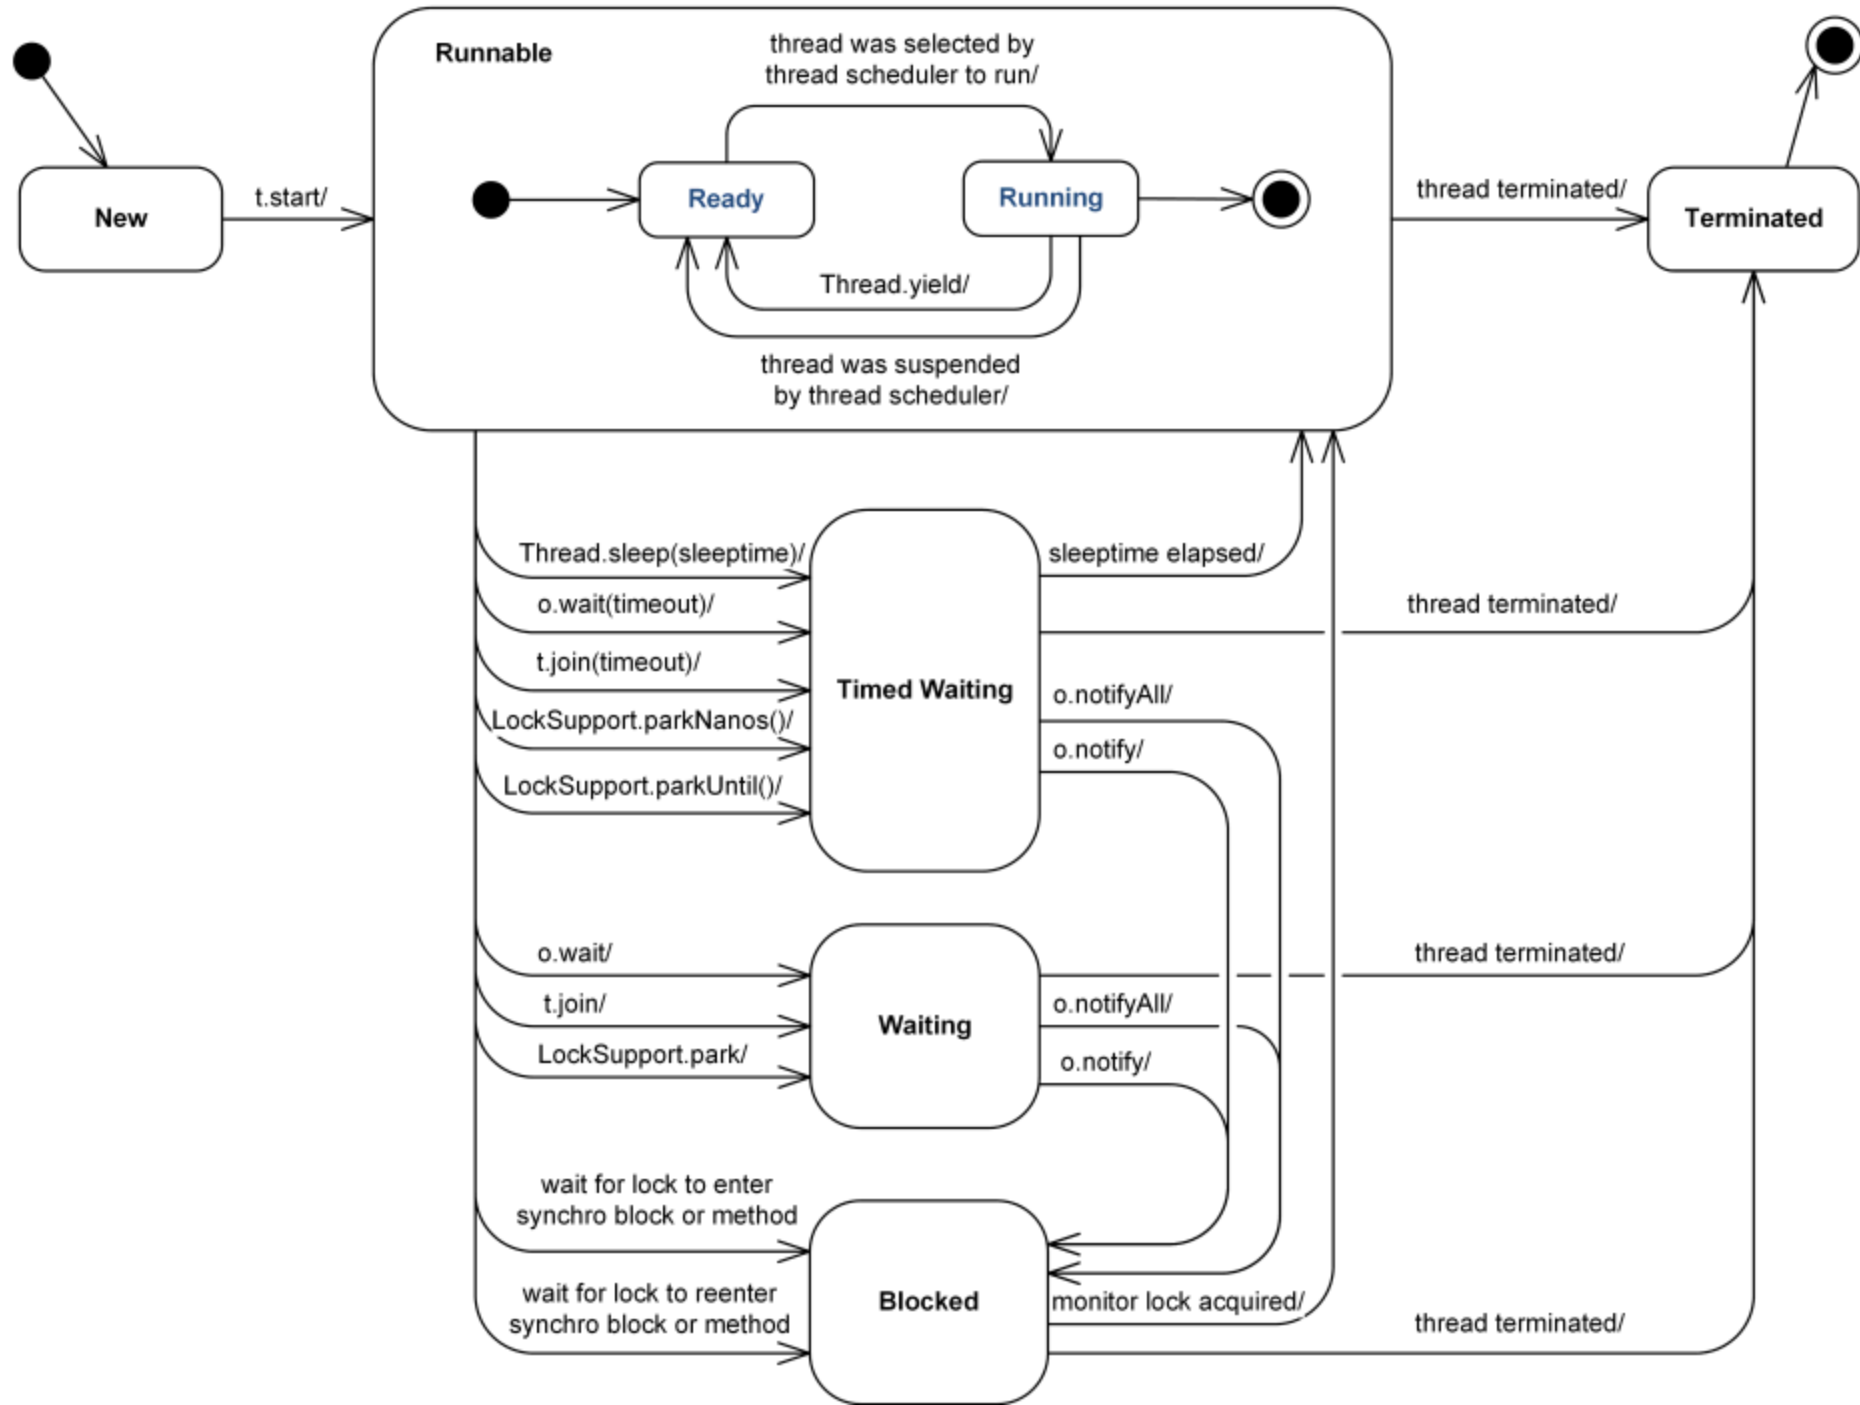 Runnable
thread was selected by
thread scheduler to run/
New
t.start/
Ready
Running
thread terminated/
Terminated
Thread.yield/
thread was suspended
by thread scheduler/
Thread.sleep(sleeptime)/
sleeptime elapsed/
o.wait(timeout)/
thread terminated/
t.join(timeout)/
Timed Waiting
o.notifyAll/
LockSupport.parkNanos()/
o.notify/
LockSupport.parkUntil()/
o.wait/
thread terminated/
t.join/
Waiting
o.notifyAll/
LockSupport.park/
o.notify/
wait for lock to enter
synchro block or method
wait for lock to reenter
synchro block or method
Blocked
monitor lock acquired/
thread terminated/